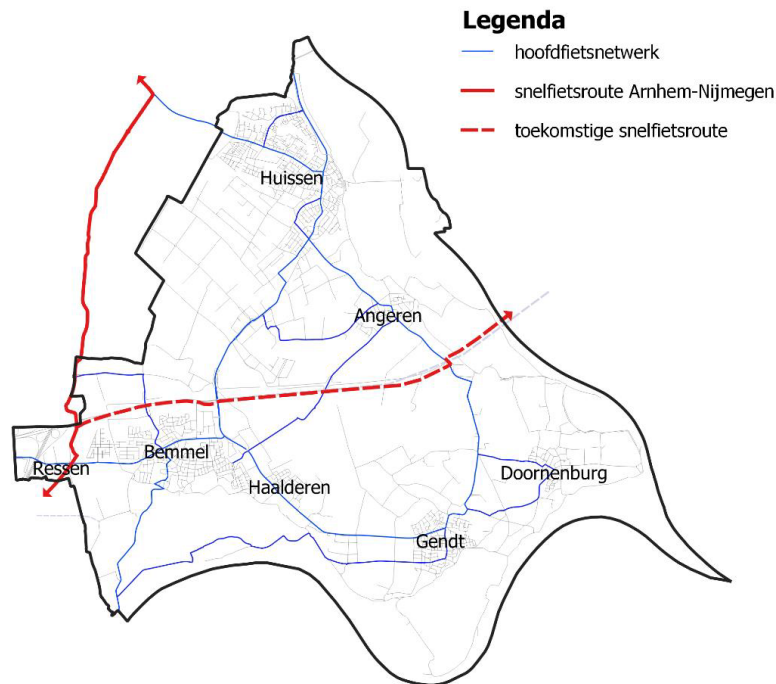 Legenda
hoofdfietsnetwerk
snelfietsroute Arnhem-Nijmegen
toekomstige snelfietsroute
Huissen
Angeren
Bemmel
Ressen
Haalderen
Doornenburg
Gendt